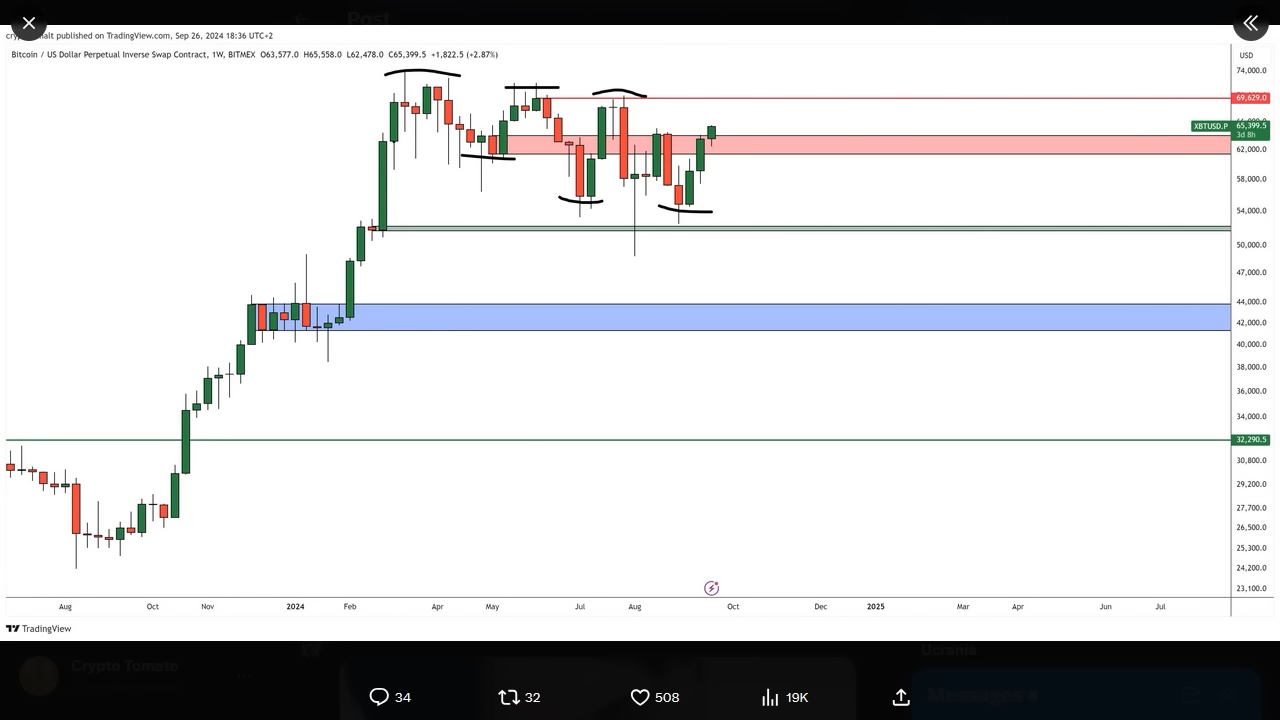 Post
published on TradingView.com, Sep 26, 2024 18:36 UTC+2
Bitcoin / US Dollar Perpetual Inverse Swap Contract, 1W, BITMEX O63,577.0 H65,558.0 L62,478.0 C65,399.5 +1,822.5 (+2.87%)
USD
74,000.0
69,629.0
XBTUSD.P 65,399.5
3d 8h
62,000.0
58,000.0
54,000.0
50,000.0
47,000.0
44,000.0
42,000.0
40,000.0
38,000.0
36,000.0
34,000.0
32,290.5
30,800.0
29,200.0
27,700.0
26,500.0
25,300.0
24,200.0
23,100.0
Aug Oct Nov 2024 Feb Apr May Jul Aug Oct Dec 2025 Mar Apr Jun Jul
TradingView
Ucrania
Crypto Tomato
Messages
34 32 508 19K